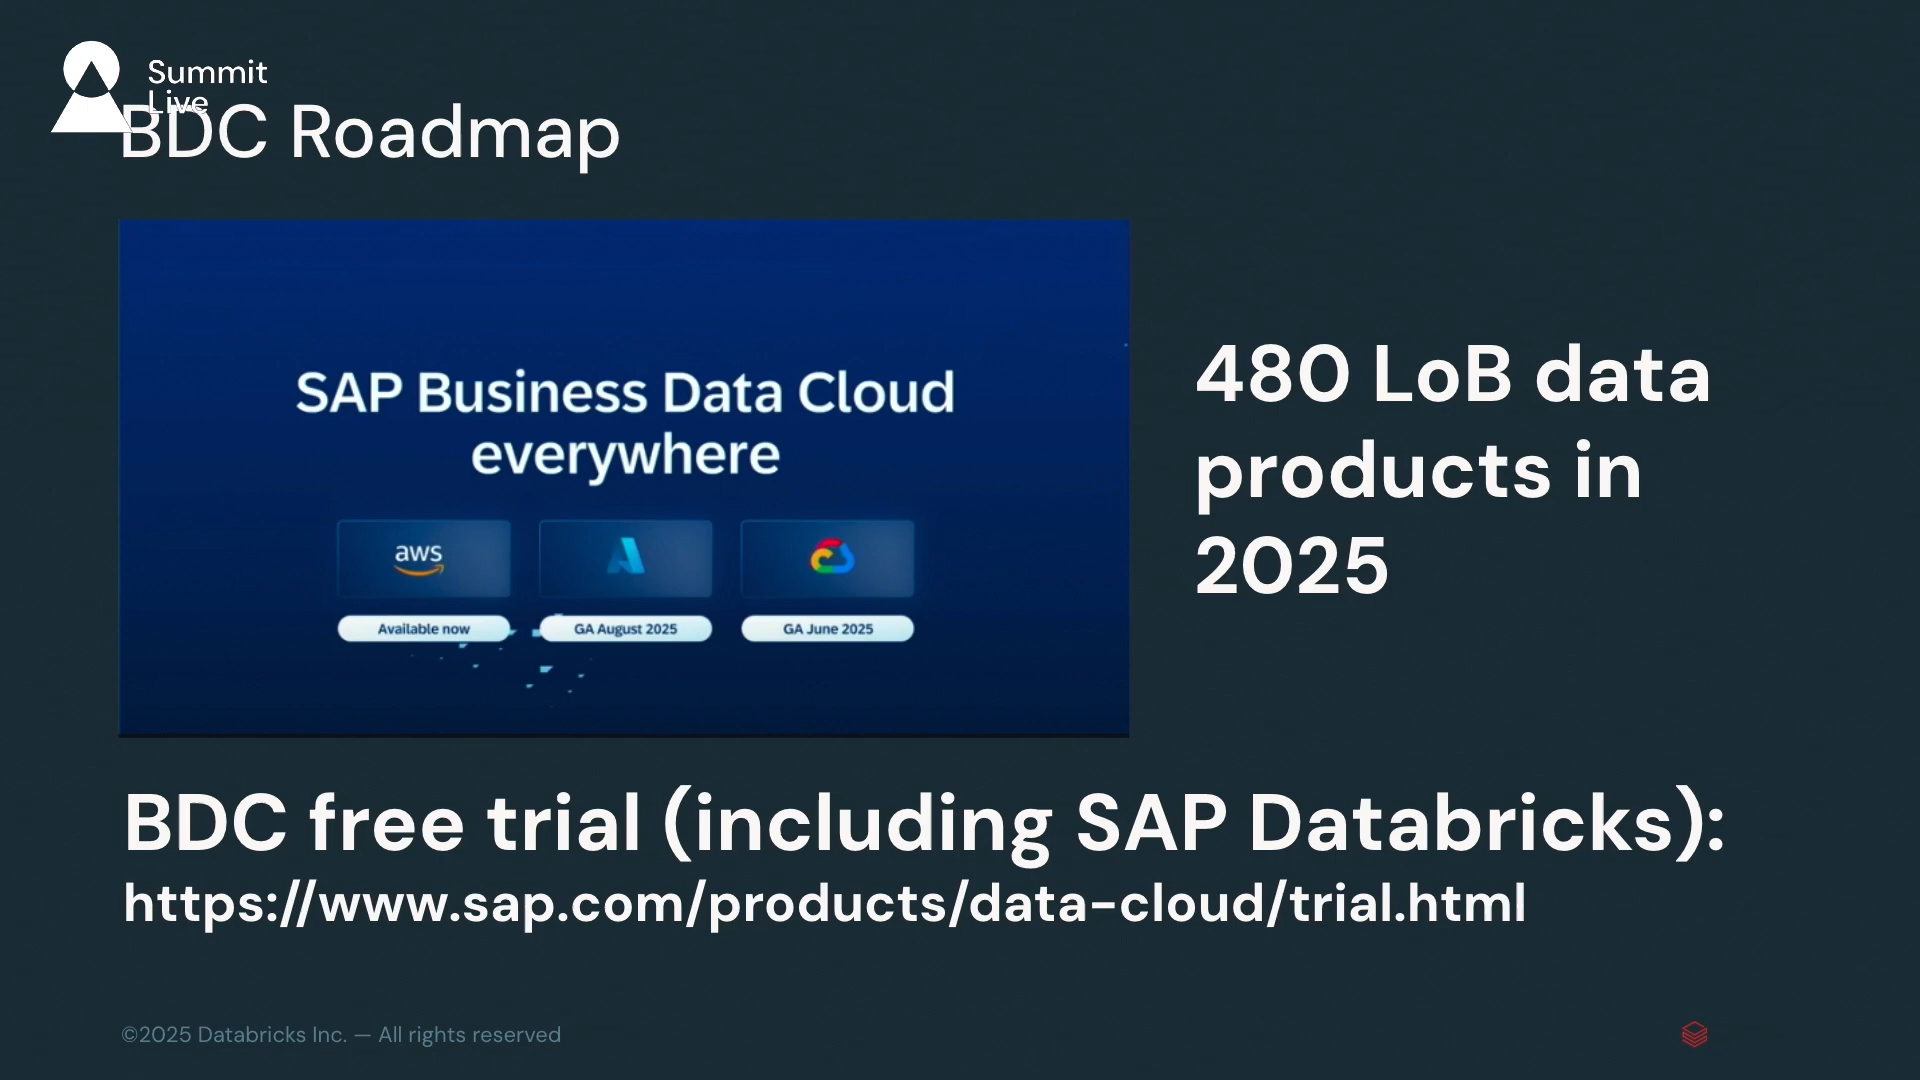 Summit
Live
BDC Roadmap
SAP Business Data Cloud
everywhere
aws
Available now
GA August 2025
GA June 2025
480 LoB data
products in
2025
BDC free trial (including SAP Databricks):
https://www.sap.com/products/data-cloud/trial.html
©2025 Databricks Inc. — All rights reserved